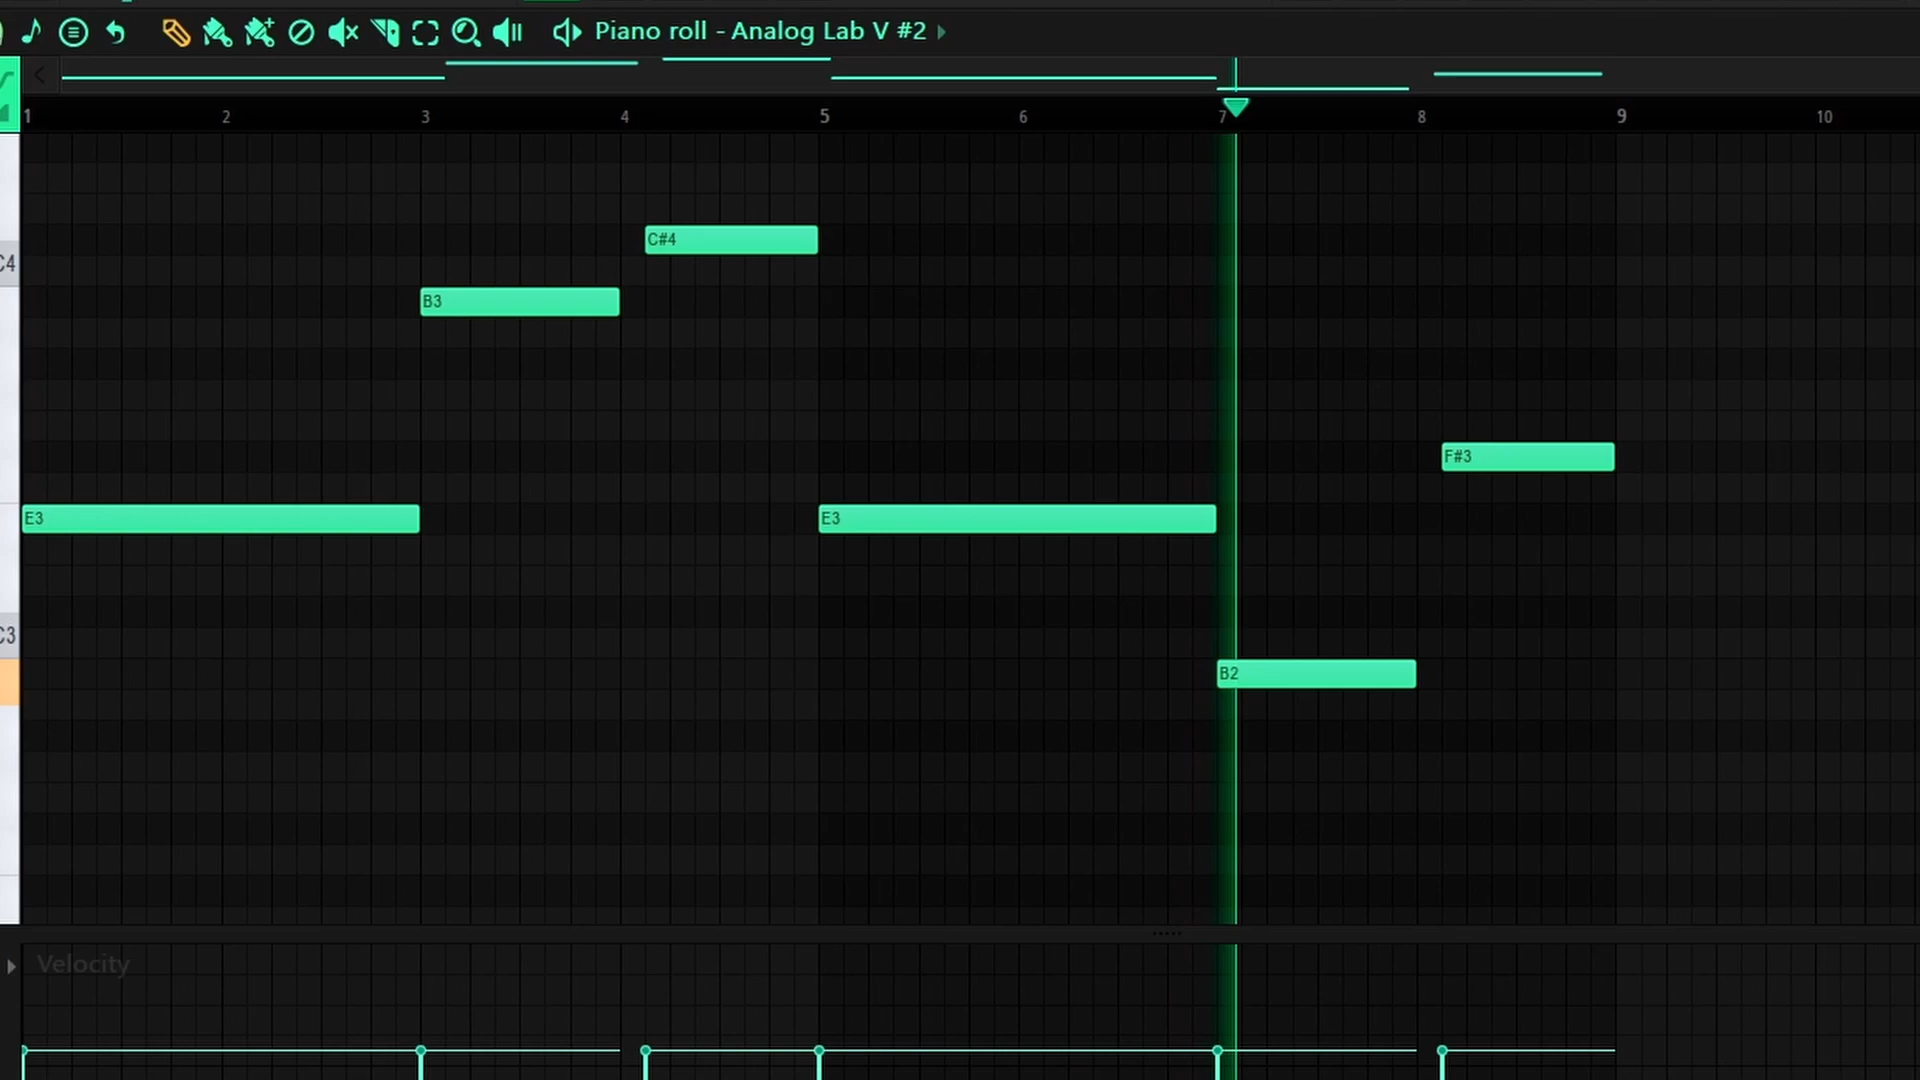 Piano roll - Analog Lab V #2
1 2 3 4 5 6 7 8 9 10
C#4
C4
B3
F#3
E3 E3
C3
B2
Velocity